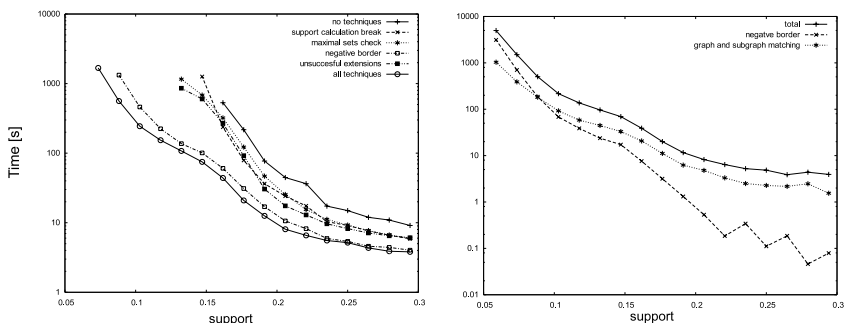 10000
1000
100
10
1
Time [s]
0.05
0.1
0.15
0.2
0.25
0.3
support
no techniques
support calculation break
maximal sets check
negative border
unsuccesful extensions
all techniques
10000
1000
100
10
1
0.1
0.01
0.05
0.1
0.15
0.2
0.25
0.3
support
total
negative border
graph and subgraph matching